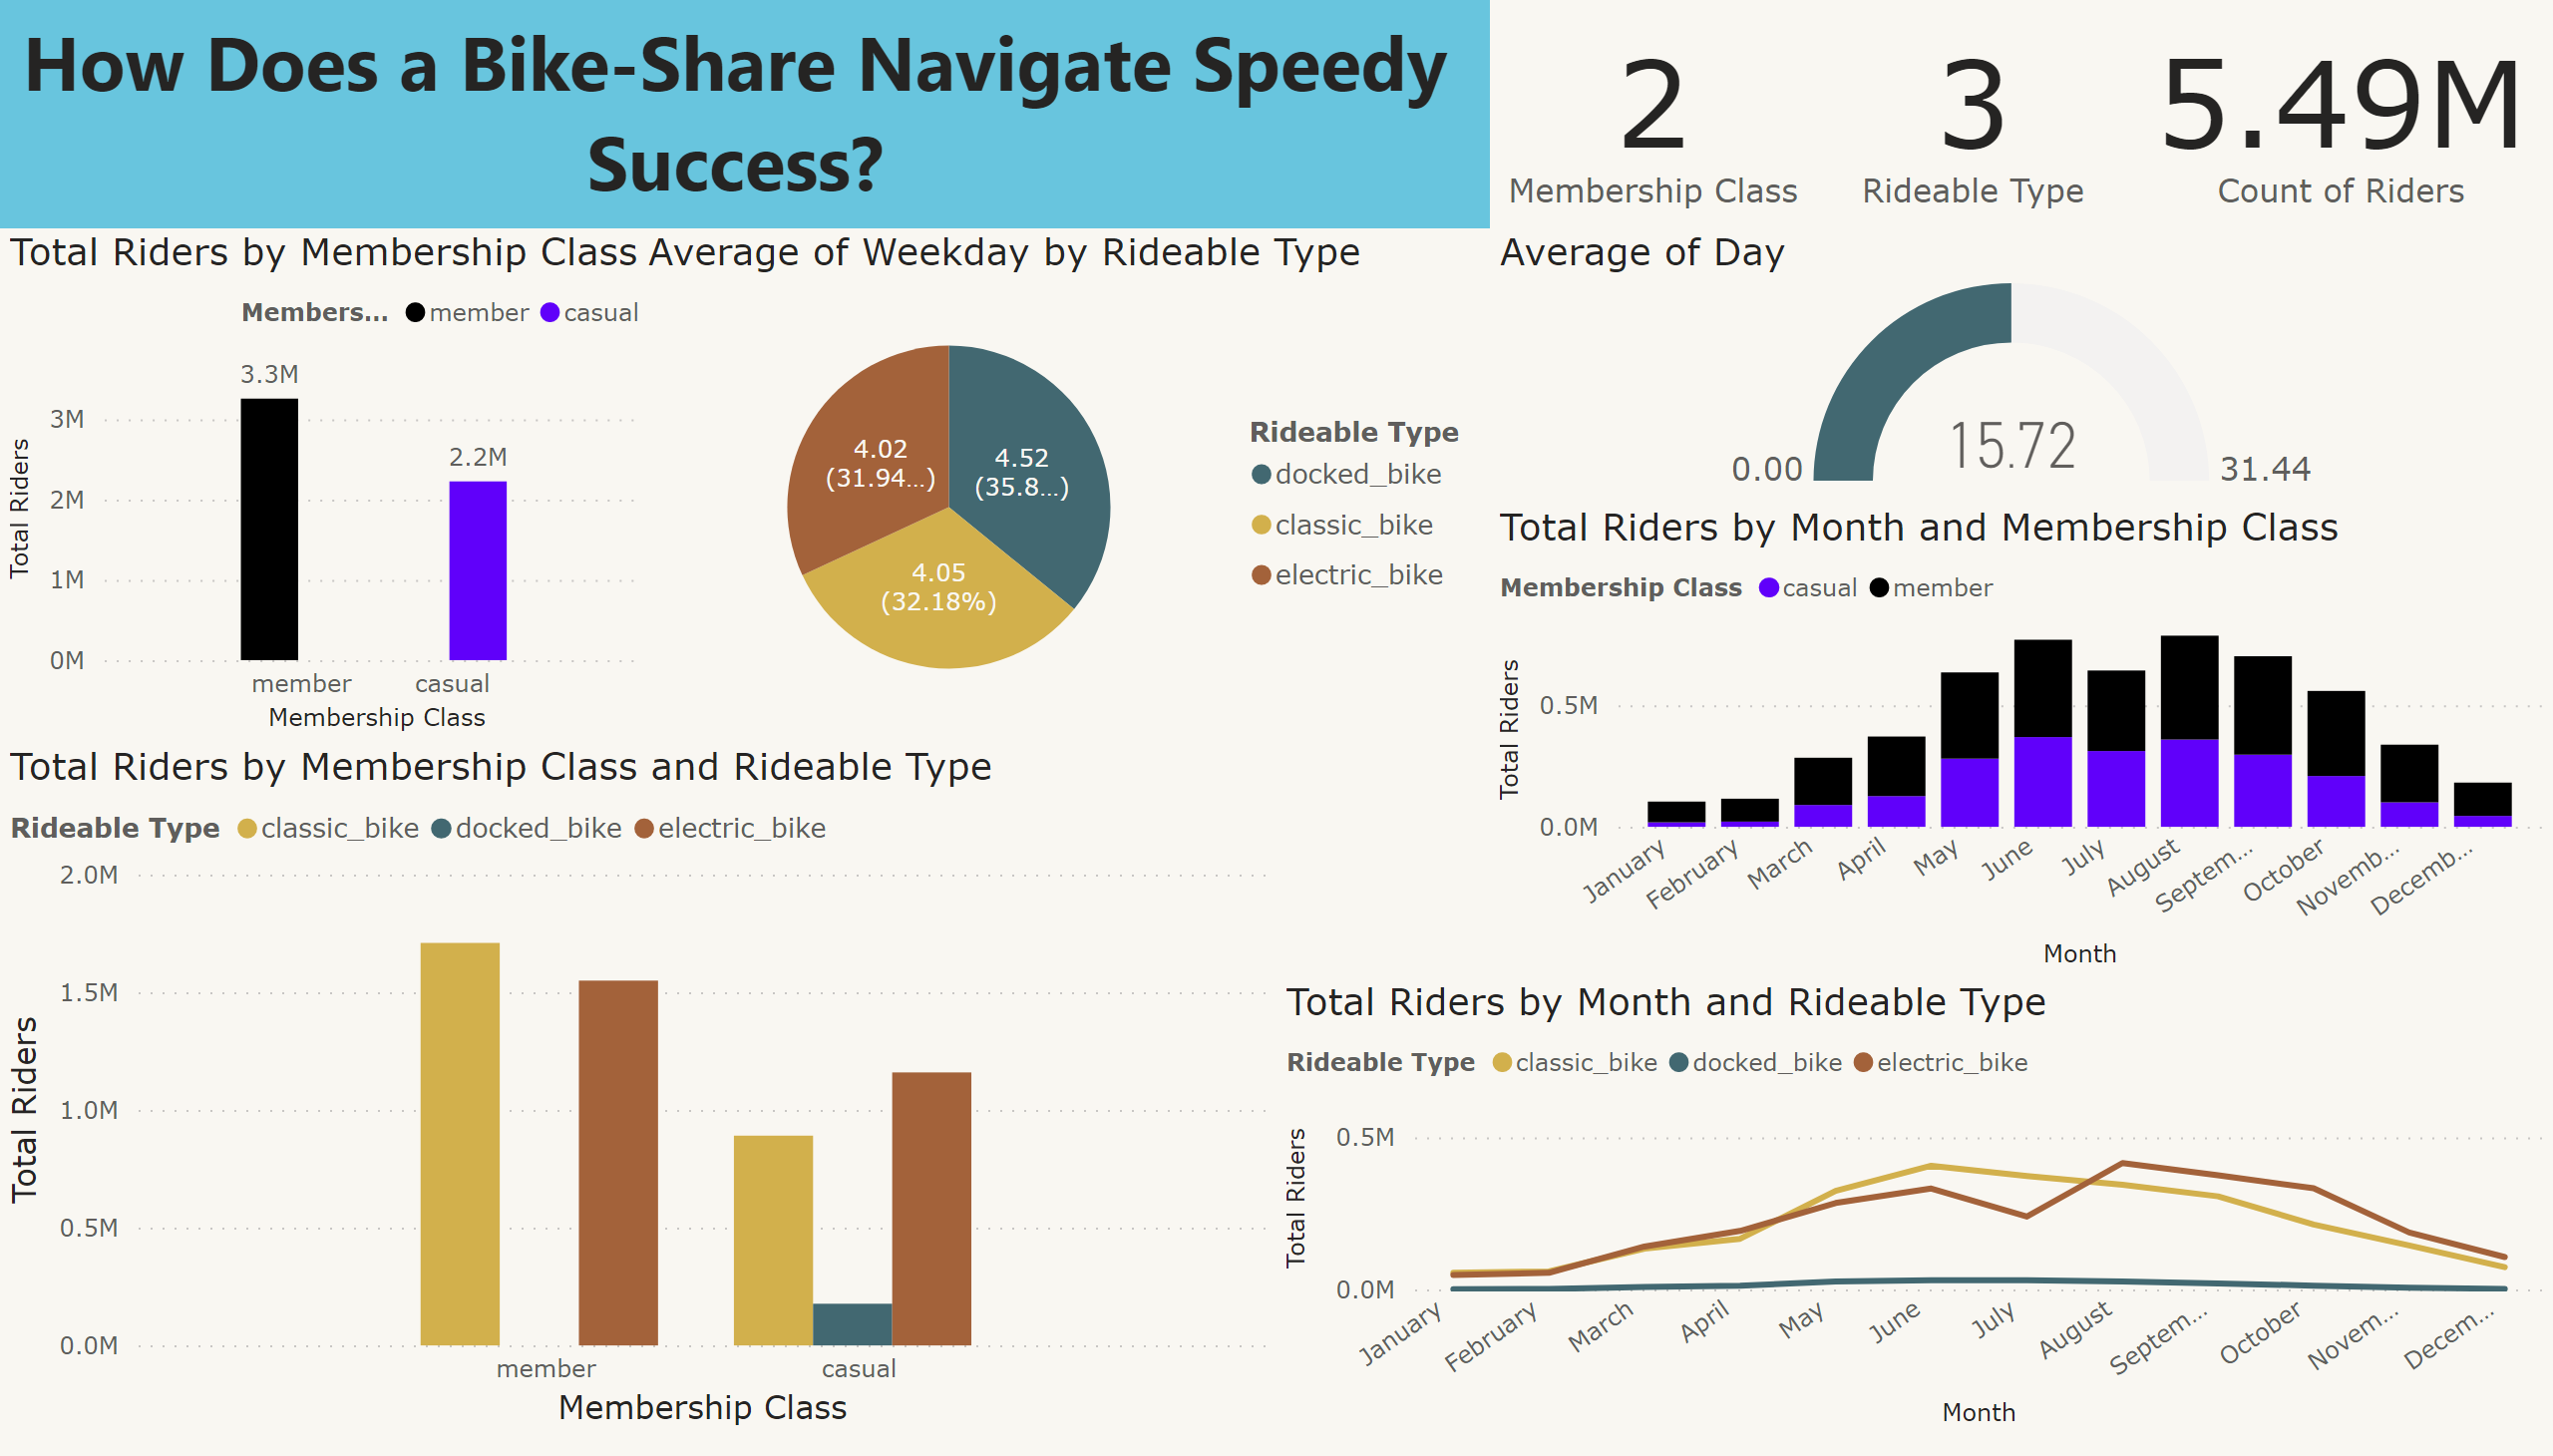 How Does a Bike-Share Navigate Speedy
Success?
2
Membership Class
3
Rideable Type
5.49M
Count of Riders
Total Riders by Membership Class
Members... member casual
3.3M
2.2M
3M
2M
1M
0M
Total Riders
member casual
Membership Class
Average of Weekday by Rideable Type
4.02
(31.94...)
4.52
(35.8...)
4.05
(32.18%)
Rideable Type
docked_bike
classic_bike
electric_bike
Average of Day
15.72
0.00
31.44
Total Riders by Month and Membership Class
Membership Class casual member
Total Riders
0.5M
0.0M
January
February
March
April
May
June
July
August
Septem...
October
Novemb...
Decemb...
Month
Total Riders by Membership Class and Rideable Type
Rideable Type classic_bike docked_bike electric_bike
2.0M
1.5M
1.0M
0.5M
0.0M
Total Riders
member casual
Membership Class
Total Riders by Month and Rideable Type
Rideable Type classic_bike docked_bike electric_bike
Total Riders
0.5M
0.0M
January
February
March
April
May
June
July
August
Septem...
October
Novem...
Decem...
Month